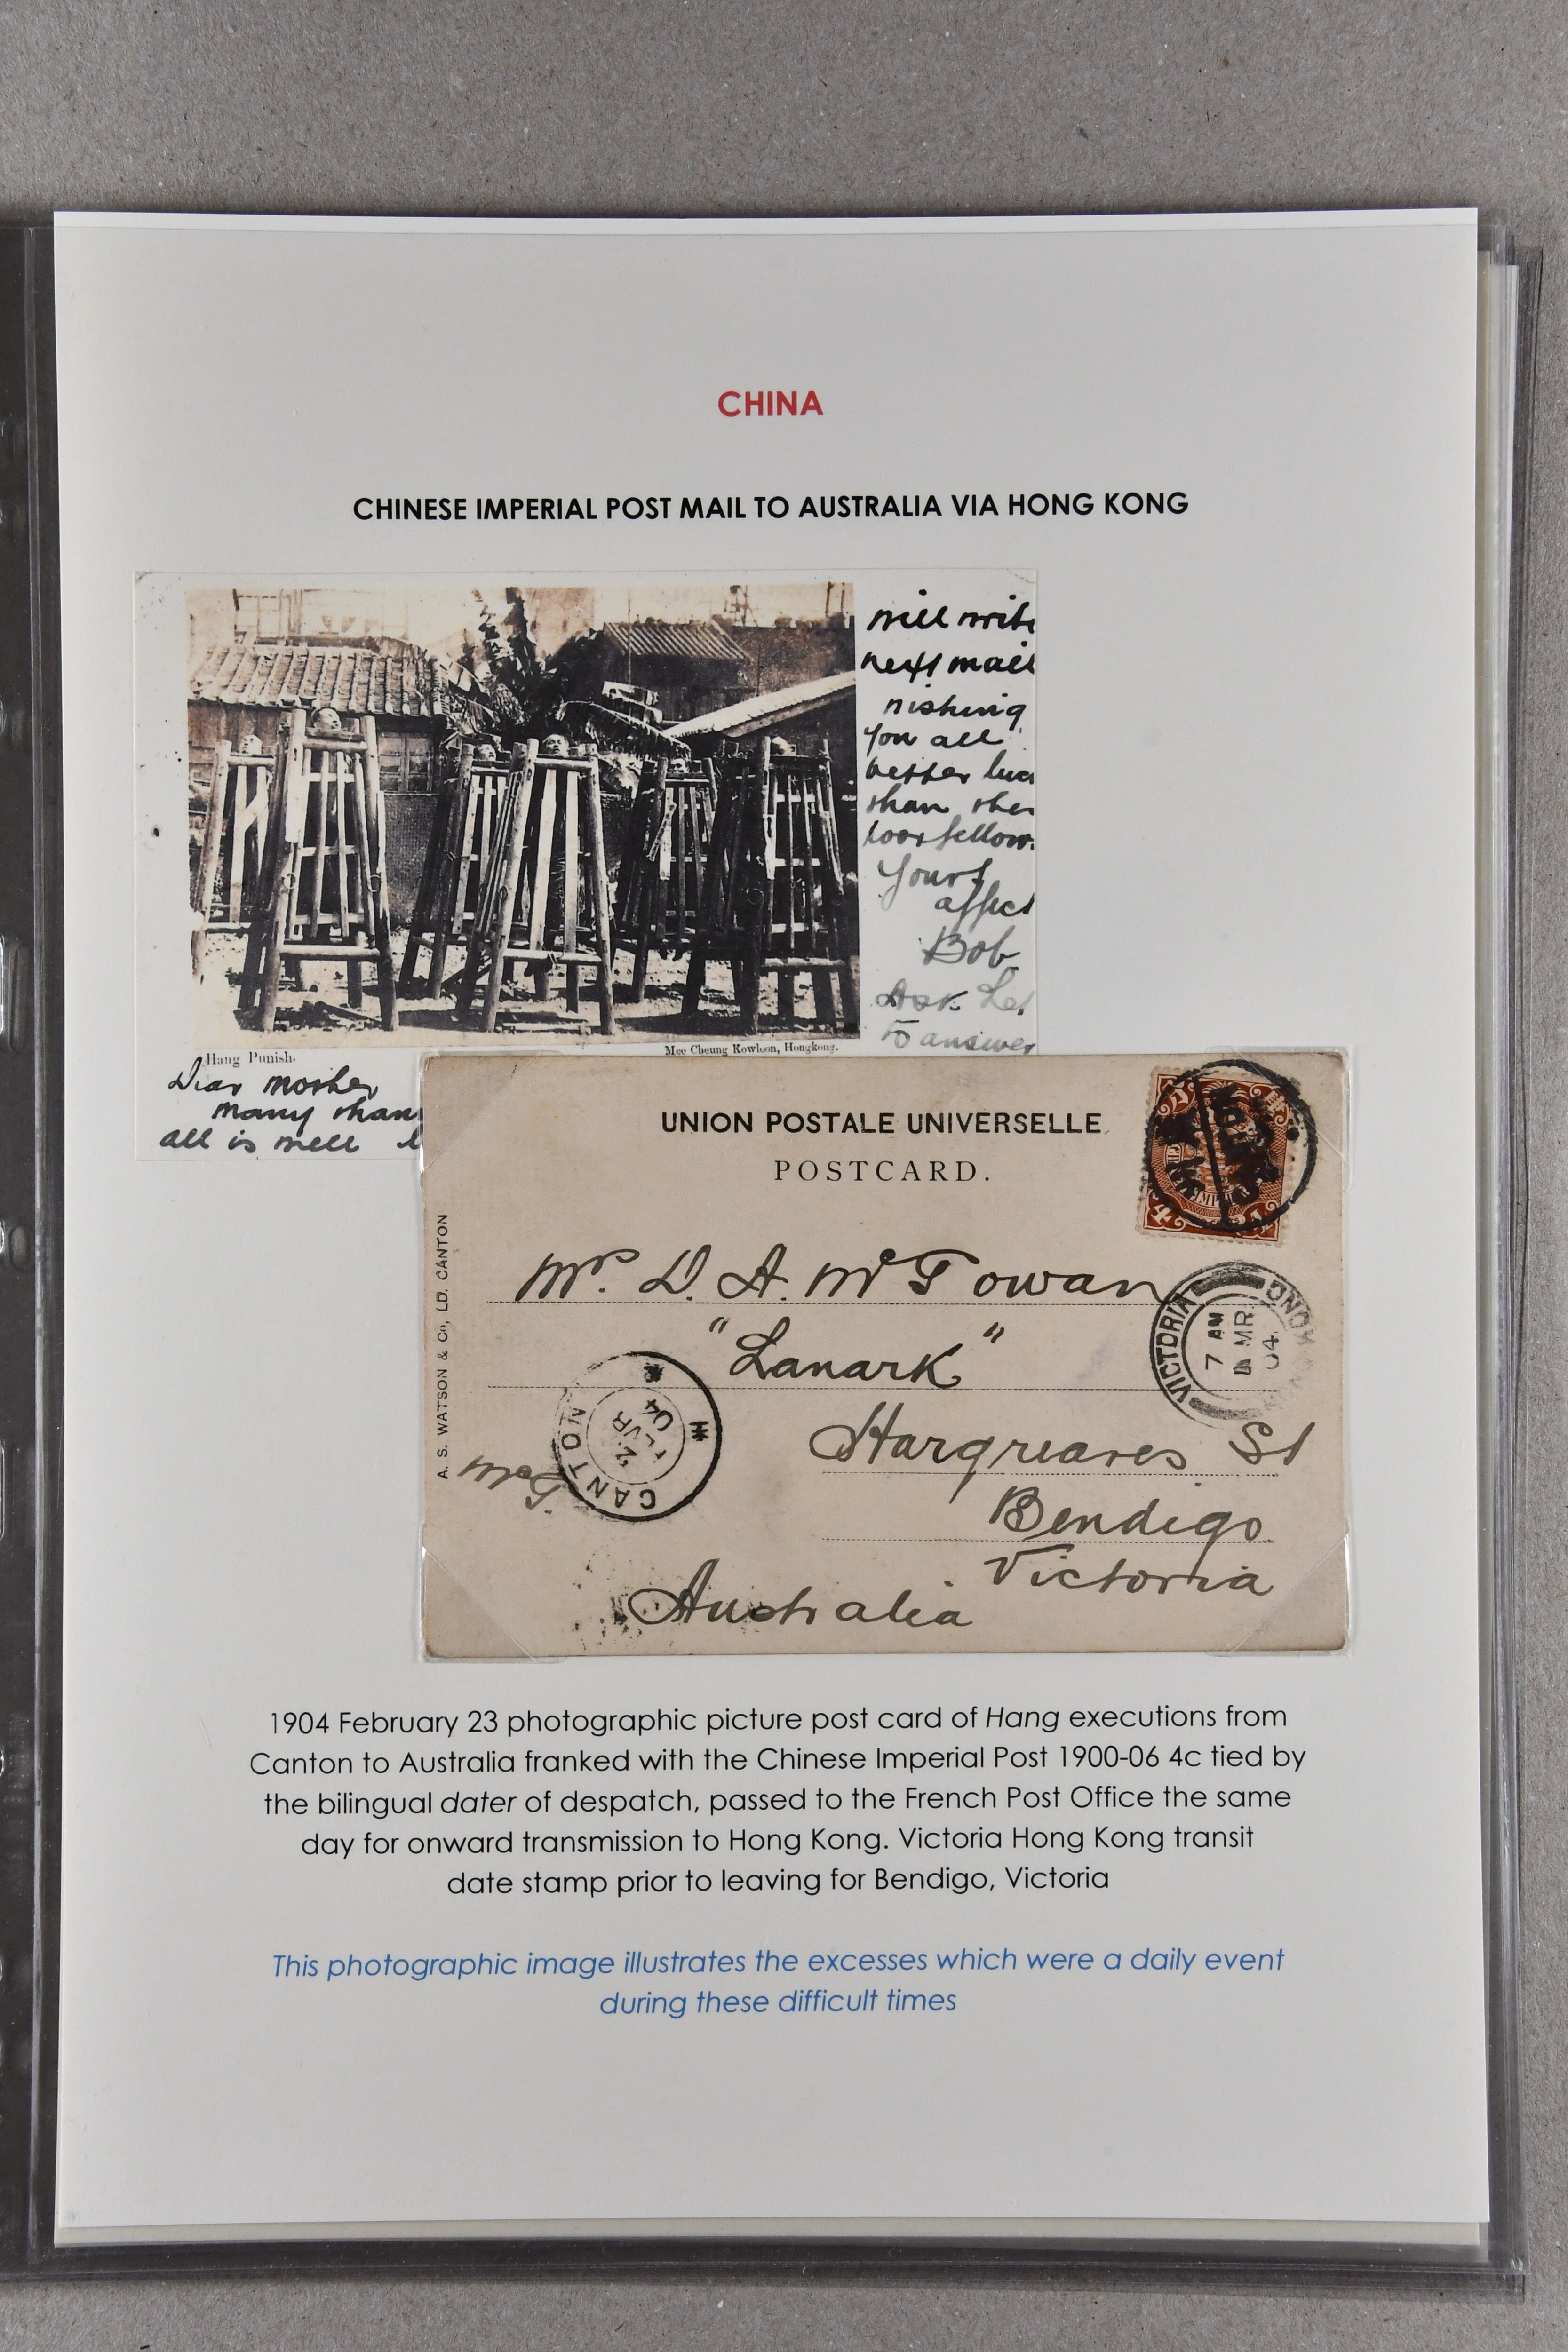 CHINA
CHINESE IMPERIAL POST MAIL TO AUSTRALIA VIA HONG KONG
will write
next mail
wishing
you all
better luck
than these
poor fellow.
Yours
affect
Bob
Ask
to answer
Hang Punish.
Mee Cheung Kowloon, Hongkong.
Dear mother
many than
all is well
UNION POSTALE UNIVERSELLE
POSTCARD.
A. S. WATSON & Co, LD. CANTON
Mrs. D. A. McGowan
"Lanark"
Hargreaves St
Bendigo
Victoria
Australia
CANTON
FEVR
04
VICTORIA
HONG
7 AM
MR
04
1904 February 23 photographic picture post card of Hang executions from
Canton to Australia franked with the Chinese Imperial Post 1900-06 4c tied by
the bilingual dater of despatch, passed to the French Post Office the same
day for onward transmission to Hong Kong. Victoria Hong Kong transit
date stamp prior to leaving for Bendigo, Victoria
This photographic image illustrates the excesses which were a daily event
during these difficult times